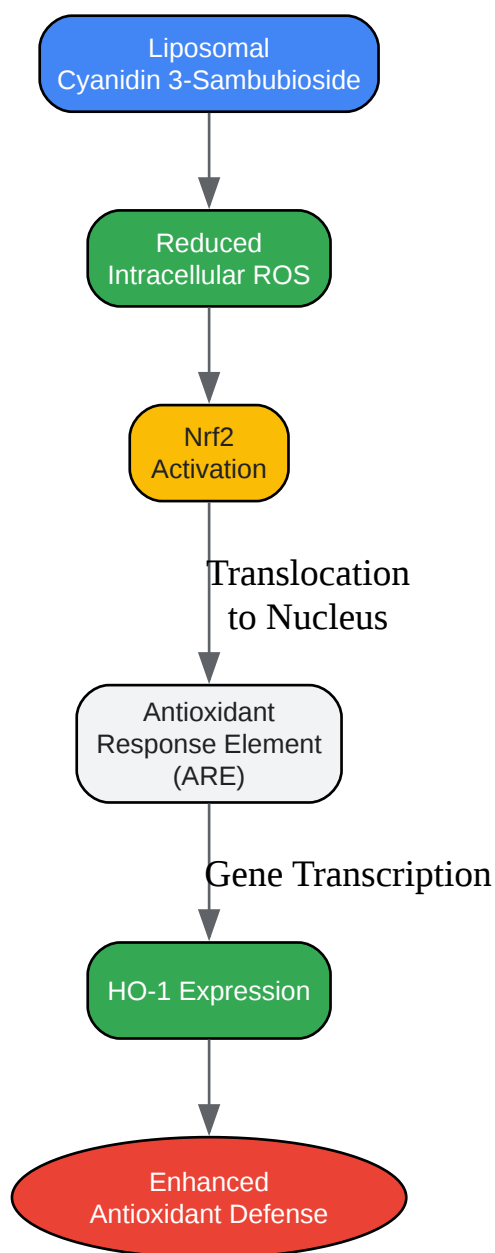 Liposomal
Cyanidin 3-Sambubioside
Reduced
Intracellular ROS
Nrf2
Activation
Translocation
to Nucleus
Antioxidant
Response Element
(ARE)
Gene Transcription
HO-1 Expression
Enhanced
Antioxidant Defense